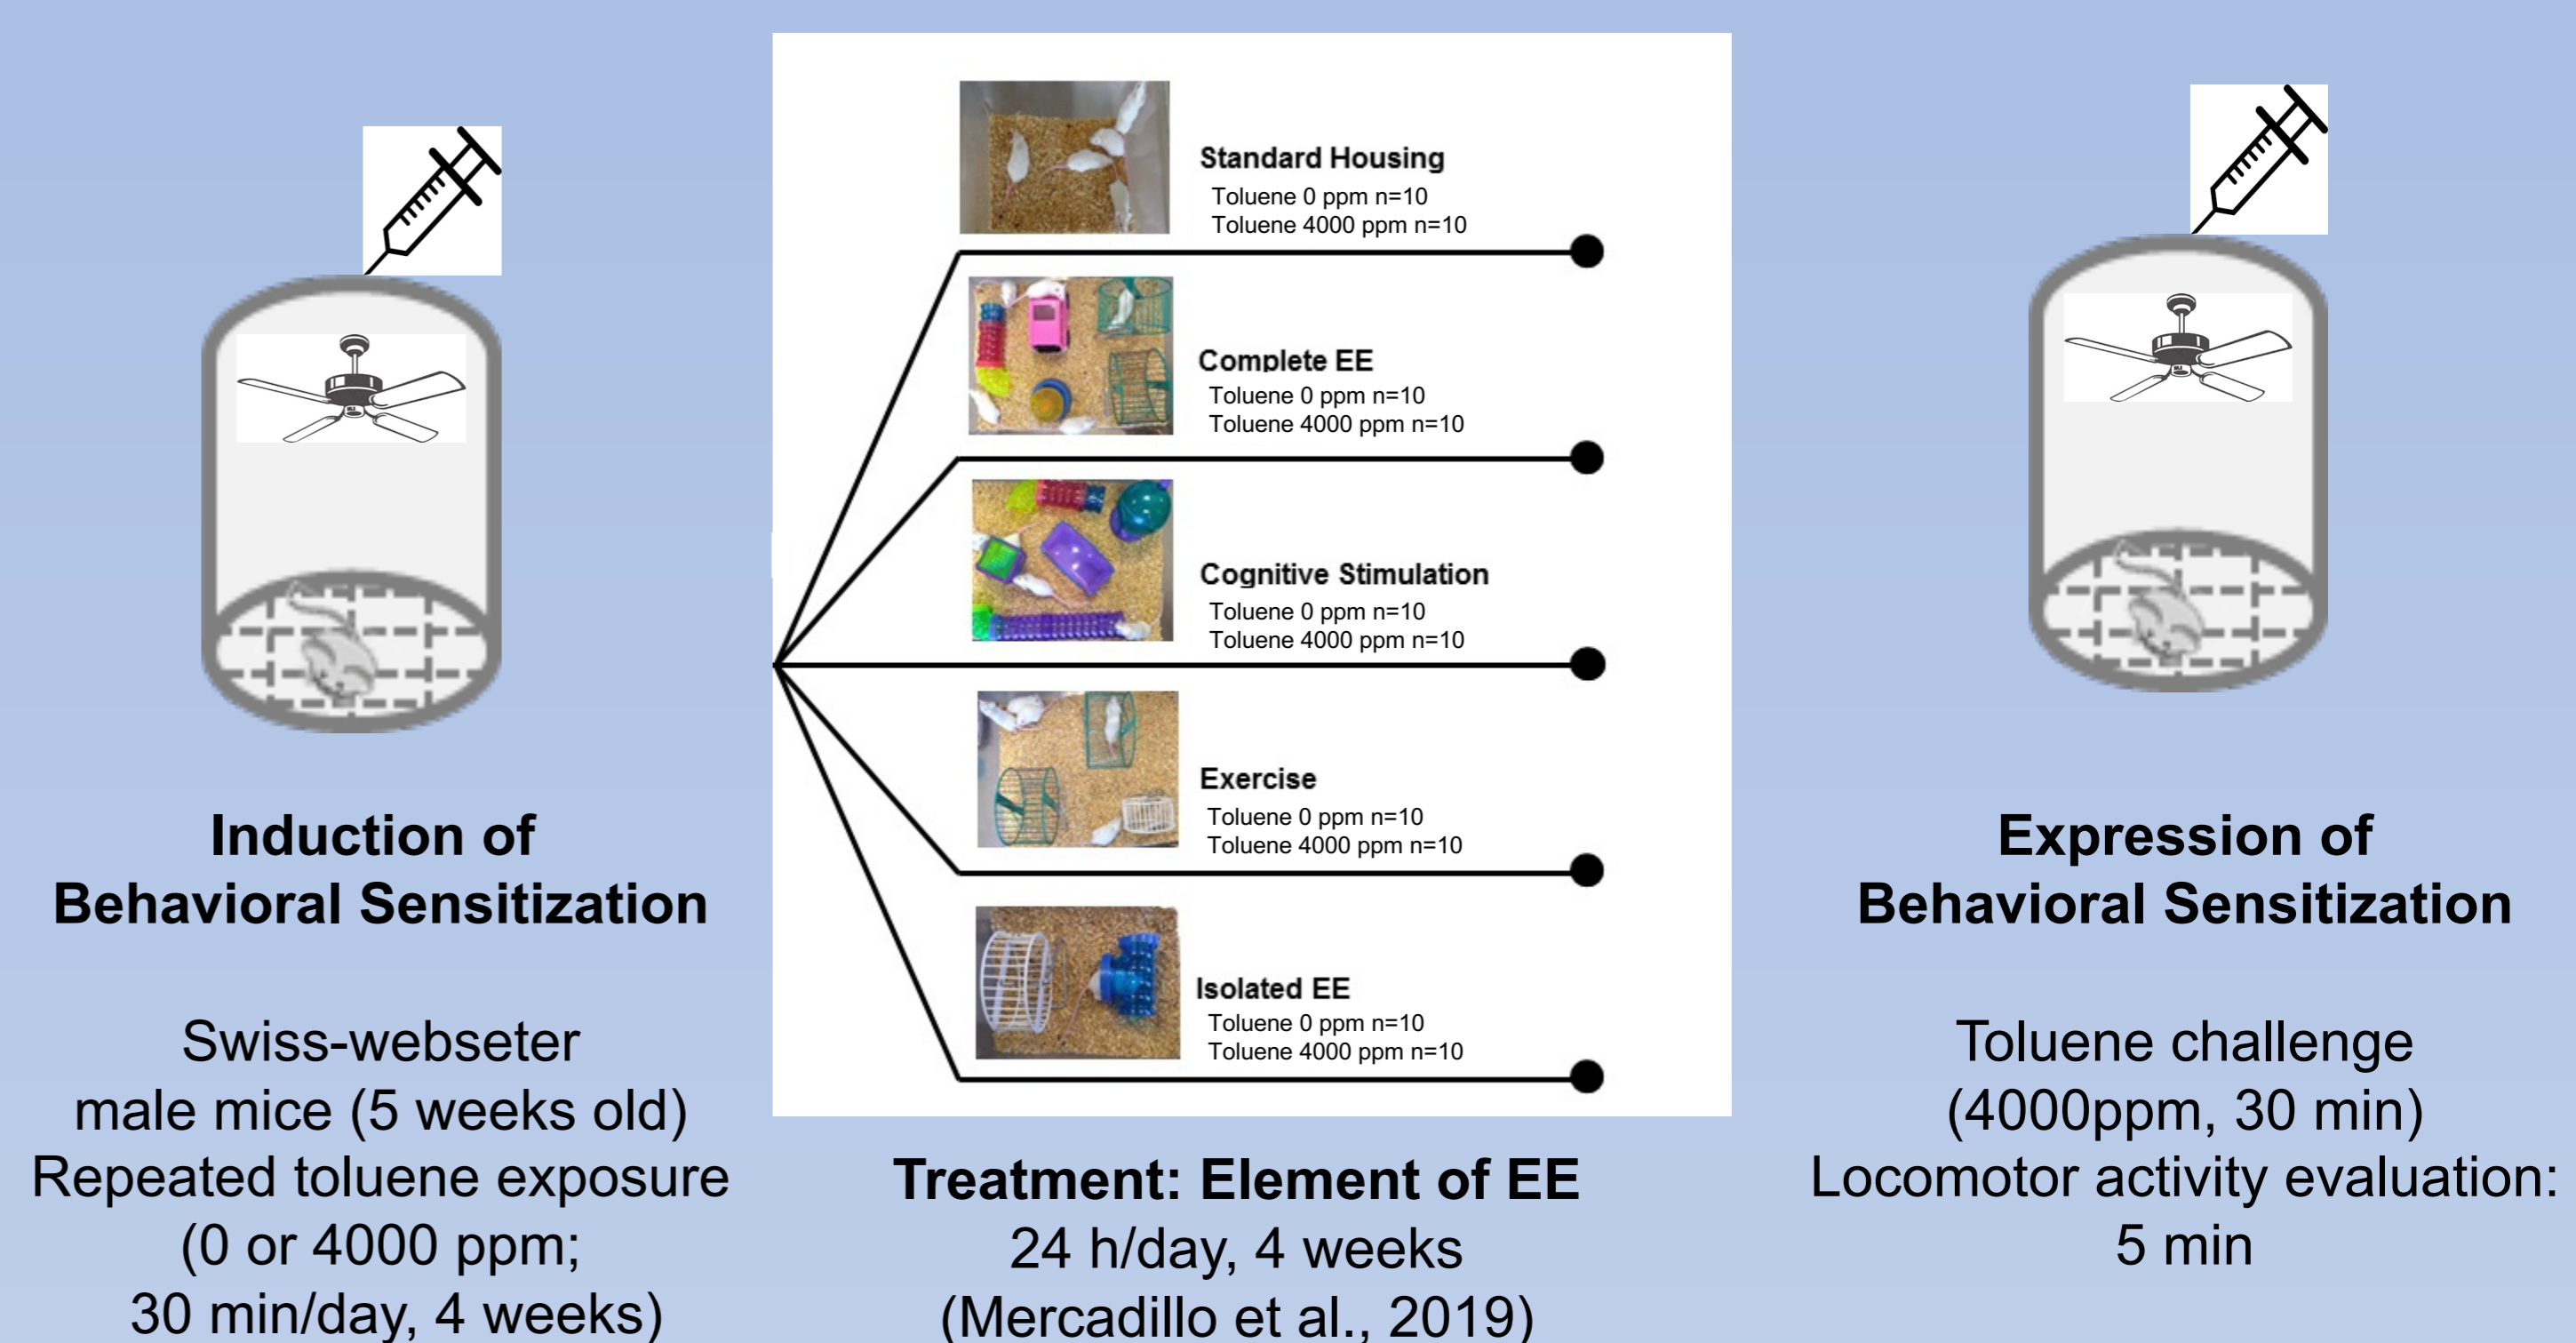 Induction of
Behavioral Sensitization
Swiss-webseter
male mice (5 weeks old)
Repeated toluene exposure
(0 or 4000 ppm;
30 min/day, 4 weeks)
Standard Housing
Toluene 0 ppm n=10
Toluene 4000 ppm n=10
Complete EE
Toluene 0 ppm n=10
Toluene 4000 ppm n=10
Cognitive Stimulation
Toluene 0 ppm n=10
Toluene 4000 ppm n=10
Exercise
Toluene 0 ppm n=10
Toluene 4000 ppm n=10
Isolated EE
Toluene 0 ppm n=10
Toluene 4000 ppm n=10
Treatment: Element of EE
24 h/day, 4 weeks
(Mercadillo et al., 2019)
Expression of
Behavioral Sensitization
Toluene challenge
(4000ppm, 30 min)
Locomotor activity evaluation:
5 min